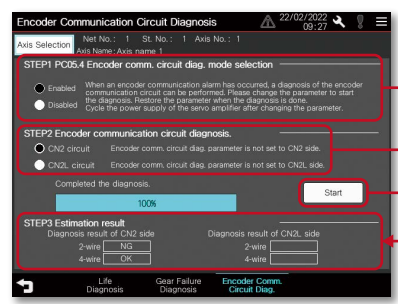 Encoder Communication Circuit Diagnosis
22/02/2022
09:27
Axis Selection
Net No.: 1 St. No.: 1 Axis No.: 1
Axis Name: Axis name 1
STEP1 PC05.4 Encoder comm. circuit diag. mode selection
Enabled
Disabled
When an encoder communication alarm has occurred, a diagnosis of the encoder
communication circuit can be performed. Please change the parameter to start
the diagnosis. Restore the parameter when the diagnosis is done.
Cycle the power supply of the servo amplifier after changing the parameter.
STEP2 Encoder communication circuit diagnosis.
CN2 circuit Encoder comm. circuit diag. parameter is not set to CN2 side.
CN2L circuit Encoder comm. circuit diag. parameter is not set to CN2L side.
Completed the diagnosis.
100%
Start
STEP3 Estimation result
Diagnosis result of CN2 side
2-wire NG
4-wire OK
Diagnosis result of CN2L side
2-wire
4-wire
Life
Diagnosis
Gear Failure
Diagnosis
Encoder Comm.
Circuit Diag.